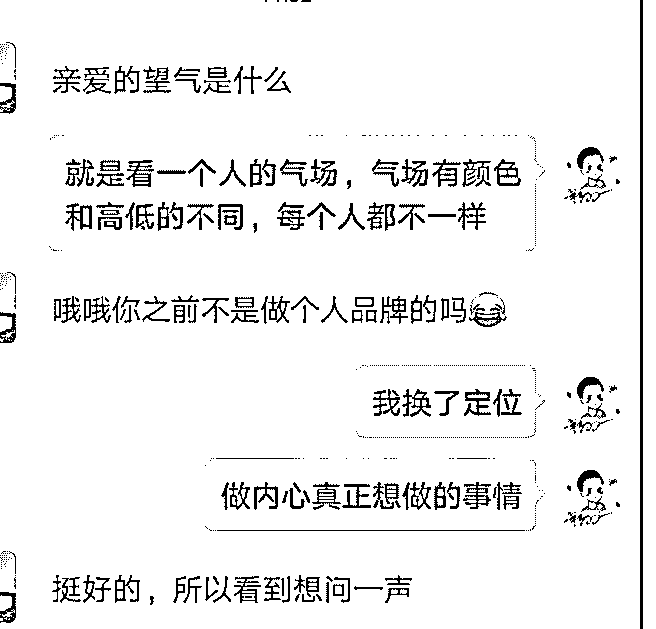 亲爱的望气是什么
就是看一个人的气场，气场有颜色
和高低的不同，每个人都不一样
哦哦你之前不是做个人品牌的吗😂
我换了定位
做内心真正想做的事情
挺好的，所以看到想问一声